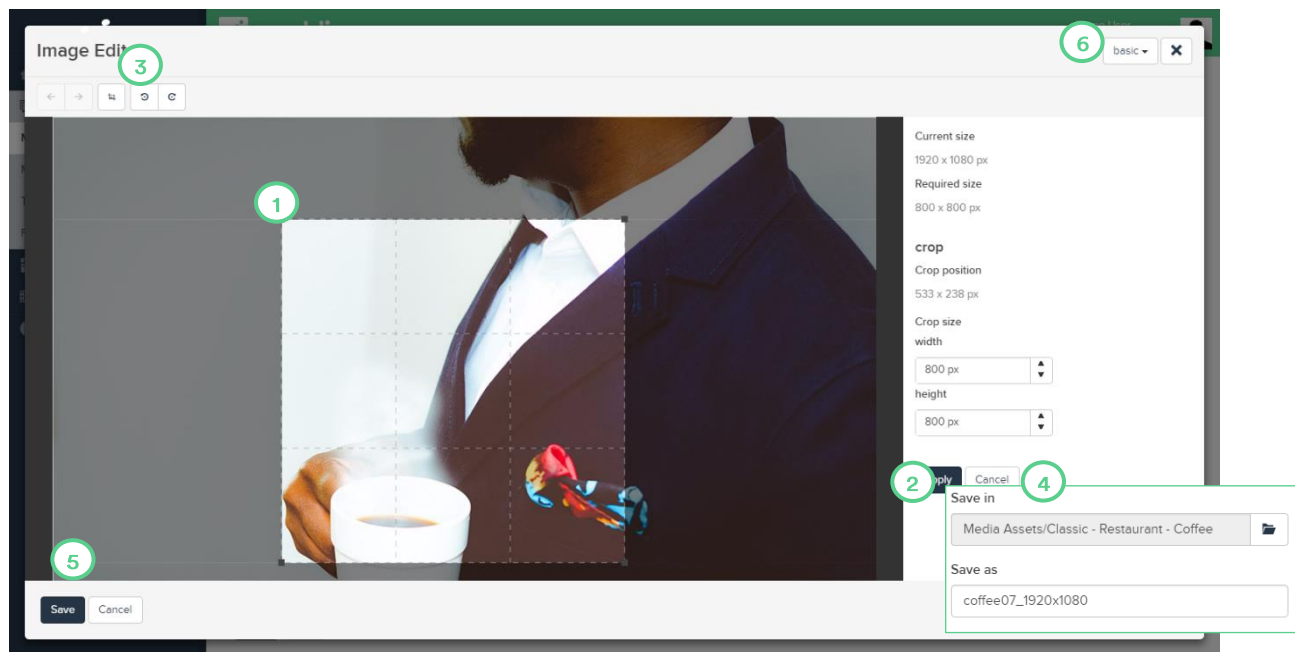 Image Edit
3
6
basic
1
Current size
1920 x 1080 px
Required size
800 x 800 px
crop
Crop position
533 x 238 px
Crop size
width
800 px
height
800 px
2
Cancel
4
Save in
Media Assets/Classic - Restaurant - Coffee
Save as
coffee07_1920x1080
5
Save
Cancel